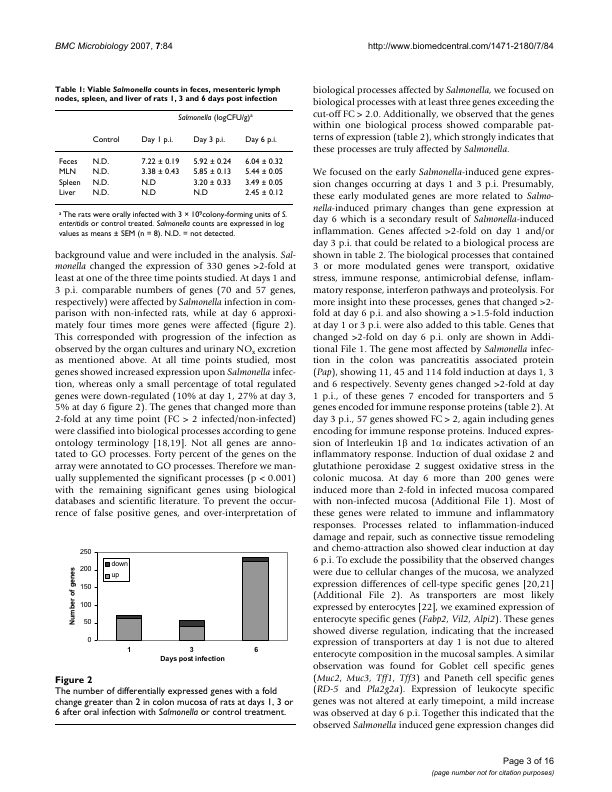 BMC Microbiology 2007, 7:84
http://www.biomedcentral.com/1471-2180/7/84
Table 1: Viable Salmonella counts in feces, mesenteric lymph
nodes, spleen, and liver of rats 1, 3 and 6 days post infection
Salmonella (logCFU/g)a
Control Day 1 p.i. Day 3 p.i. Day 6 p.i.
Feces N.D. 7.22 ± 0.19 5.92 ± 0.24 6.04 ± 0.32
MLN N.D. 3.38 ± 0.43 5.85 ± 0.13 5.44 ± 0.05
Spleen N.D. N.D 3.20 ± 0.33 3.49 ± 0.05
Liver N.D. N.D. N.D. 2.45 ± 0.12
a The rats were orally infected with 3 × 109colony-forming units of S.
enteritidis or control treated. Salmonella counts are expressed in log
values as means ± SEM (n = 8). N.D. = not detected.
background value and were included in the analysis. Sal-
monella changed the expression of 330 genes >2-fold at
least at one of the three time points studied. At days 1 and
3 p.i. comparable numbers of genes (70 and 57 genes,
respectively) were affected by Salmonella infection in com-
parison with non-infected rats, while at day 6 approxi-
mately four times more genes were affected (figure 2).
This corresponded with progression of the infection as
observed by the organ cultures and urinary NOx excretion
as mentioned above. At all time points studied, most
genes showed increased expression upon Salmonella infec-
tion, whereas only a small percentage of total regulated
genes were down-regulated (10% at day 1, 27% at day 3,
5% at day 6 figure 2). The genes that changed more than
2-fold at any time point (FC > 2 infected/non-infected)
were classified into biological processes according to gene
ontology terminology [18,19]. Not all genes are anno-
tated to GO processes. Forty percent of the genes on the
array were annotated to GO processes. Therefore we man-
ually supplemented the significant processes (p < 0.001)
with the remaining significant genes using biological
databases and scientific literature. To prevent the occur-
rence of false positive genes, and over-interpretation of
250
200
150
100
50
0
Number of genes
down
up
1 3 6
Days post infection
Figure 2
The number of differentially expressed genes with a fold
change greater than 2 in colon mucosa of rats at days 1, 3 or
6 after oral infection with Salmonella or control treatment.
biological processes affected by Salmonella, we focused on
biological processes with at least three genes exceeding the
cut-off FC > 2.0. Additionally, we observed that the genes
within one biological process showed comparable pat-
terns of expression (table 2), which strongly indicates that
these processes are truly affected by Salmonella.
We focused on the early Salmonella-induced gene expres-
sion changes occurring at days 1 and 3 p.i. Presumably,
these early modulated genes are more related to Salmo-
nella-induced primary changes than gene expression at
day 6 which is a secondary result of Salmonella-induced
inflammation. Genes affected >2-fold on day 1 and/or
day 3 p.i. that could be related to a biological process are
shown in table 2. The biological processes that contained
3 or more modulated genes were transport, oxidative
stress, immune response, antimicrobial defense, inflam-
matory response, interferon pathways and proteolysis. For
more insight into these processes, genes that changed >2-
fold at day 6 p.i. and also showing a >1.5-fold induction
at day 1 or 3 p.i. were also added to this table. Genes that
changed >2-fold on day 6 p.i. only are shown in Addi-
tional File 1. The gene most affected by Salmonella infec-
tion in the colon was pancreatitis associated protein
(Pap), showing 11, 45 and 114 fold induction at days 1, 3
and 6 respectively. Seventy genes changed >2-fold at day
1 p.i., of these genes 7 encoded for transporters and 5
genes encoded for immune response proteins (table 2). At
day 3 p.i., 57 genes showed FC > 2, again including genes
encoding for immune response proteins. Induced expres-
sion of Interleukin 1β and 1α indicates activation of an
inflammatory response. Induction of dual oxidase 2 and
glutathione peroxidase 2 suggest oxidative stress in the
colonic mucosa. At day 6 more than 200 genes were
induced more than 2-fold in infected mucosa compared
with non-infected mucosa (Additional File 1). Most of
these genes were related to immune and inflammatory
responses. Processes related to inflammation-induced
damage and repair, such as connective tissue remodeling
and chemo-attraction also showed clear induction at day
6 p.i. To exclude the possibility that the observed changes
were due to cellular changes of the mucosa, we analyzed
expression differences of cell-type specific genes [20,21]
(Additional File 2). As transporters are most likely
expressed by enterocytes [22], we examined expression of
enterocyte specific genes (Fabp2, Vil2, Alpi2). These genes
showed diverse regulation, indicating that the increased
expression of transporters at day 1 is not due to altered
enterocyte composition in the mucosal samples. A similar
observation was found for Goblet cell specific genes
(Muc2, Muc3, Tff1, Tff3) and Paneth cell specific genes
(RD-5 and Pla2g2a). Expression of leukocyte specific
genes was not altered at early timepoint, a mild increase
was observed at day 6 p.i. Together this indicated that the
observed Salmonella induced gene expression changes did
Page 3 of 16
(page number not for citation purposes)